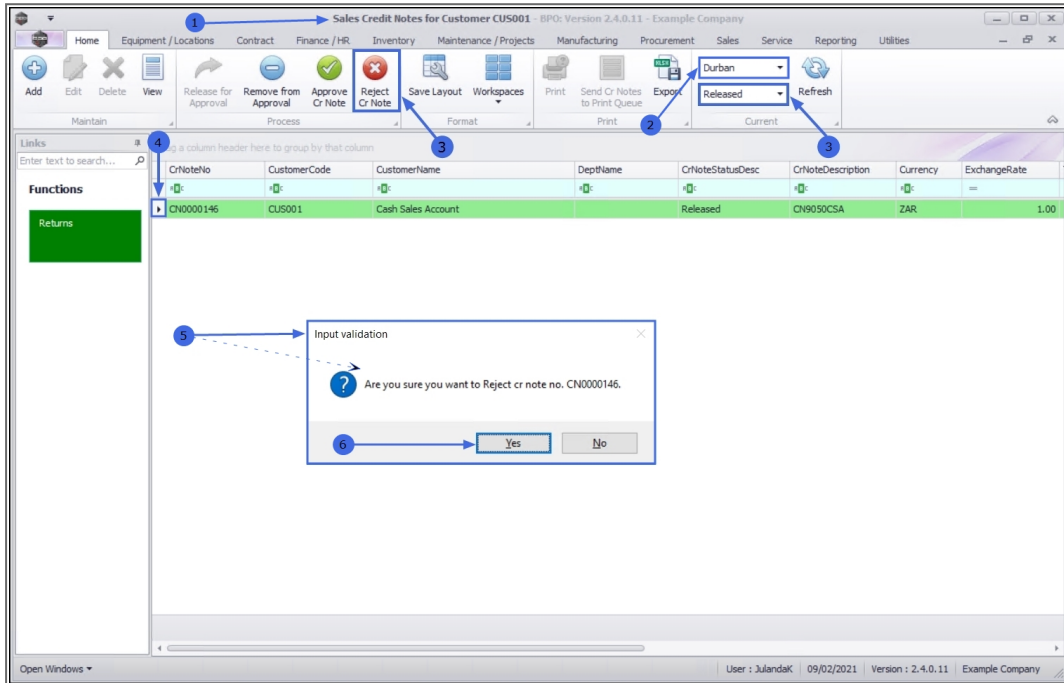 Sales Credit Notes for Customer CUS001 - BPO: Version 2.4.0.11 - Example Company
1
Home Equipment / Locations Contract Finance / HR Inventory Maintenance / Projects Manufacturing Procurement Sales Service Reporting Utilities
Add Edit Delete View Release for Approval Remove from Approval Approve Cr Note Reject Cr Note Save Layout Workspaces Print Send Cr Notes to Print Queue Export Durban Released Refresh
Maintain Process Format Print Current
3 2 3
Links
4
a column header here to group by that column
Enter text to search...
CrNoteNo CustomerCode CustomerName DeptName CrNoteStatusDesc CrNoteDescription Currency ExchangeRate
Functions
CN0000146 CUS001 Cash Sales Account Released CN9050CSA ZAR 1.00
Returns
5
Input validation
Are you sure you want to Reject cr note no. CN0000146.
6
Yes No
Open Windows User : JulandaK 09/02/2021 Version : 2.4.0.11 Example Company